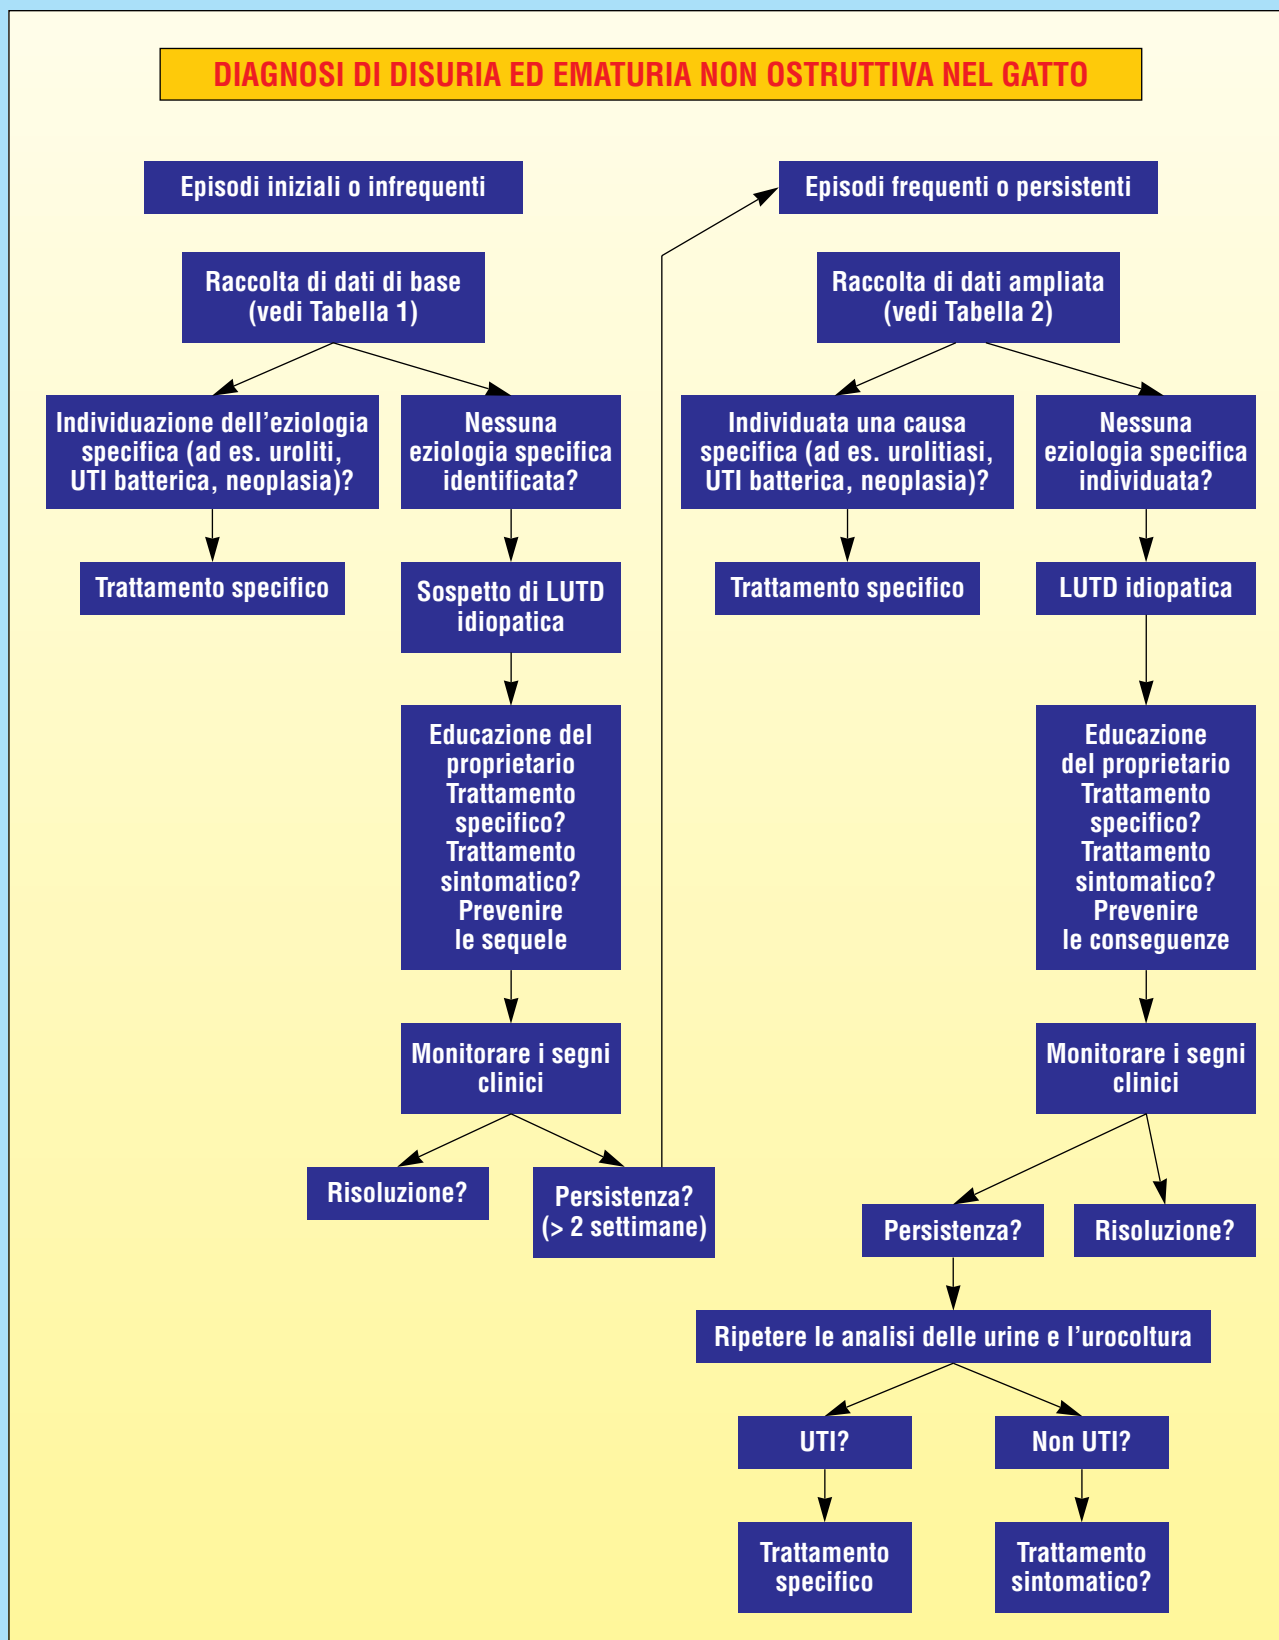 DIAGNOSI DI DISURIA ED EMATURIA NON OSTRUTTIVA NEL GATTO
Episodi iniziali o infrequenti
Raccolta di dati di base
(vedi Tabella 1)
Individuazione dell'eziologia
specifica (ad es. uroliti,
UTI batterica, neoplasia)?
Trattamento specifico
Nessuna
eziologia specifica
identificata?
Sospetto di LUTD
idiopatica
Educazione del
proprietario
Trattamento
specifico?
Trattamento
sintomatico?
Prevenire
le sequele
Monitorare i segni
clinici
Risoluzione?
Persistenza?
(> 2 settimane)
Episodi frequenti o persistenti
Raccolta di dati ampliata
(vedi Tabella 2)
Individuata una causa
specifica (ad es. urolitiasi,
UTI batterica, neoplasia)?
Trattamento specifico
Nessuna
eziologia specifica
individuata?
LUTD idiopatica
Educazione
del proprietario
Trattamento
specifico?
Trattamento
sintomatico?
Prevenire
le conseguenze
Monitorare i segni
clinici
Persistenza?
Risoluzione?
Ripetere le analisi delle urine e l'urocoltura
UTI?
Non UTI?
Trattamento
specifico
Trattamento
sintomatico?